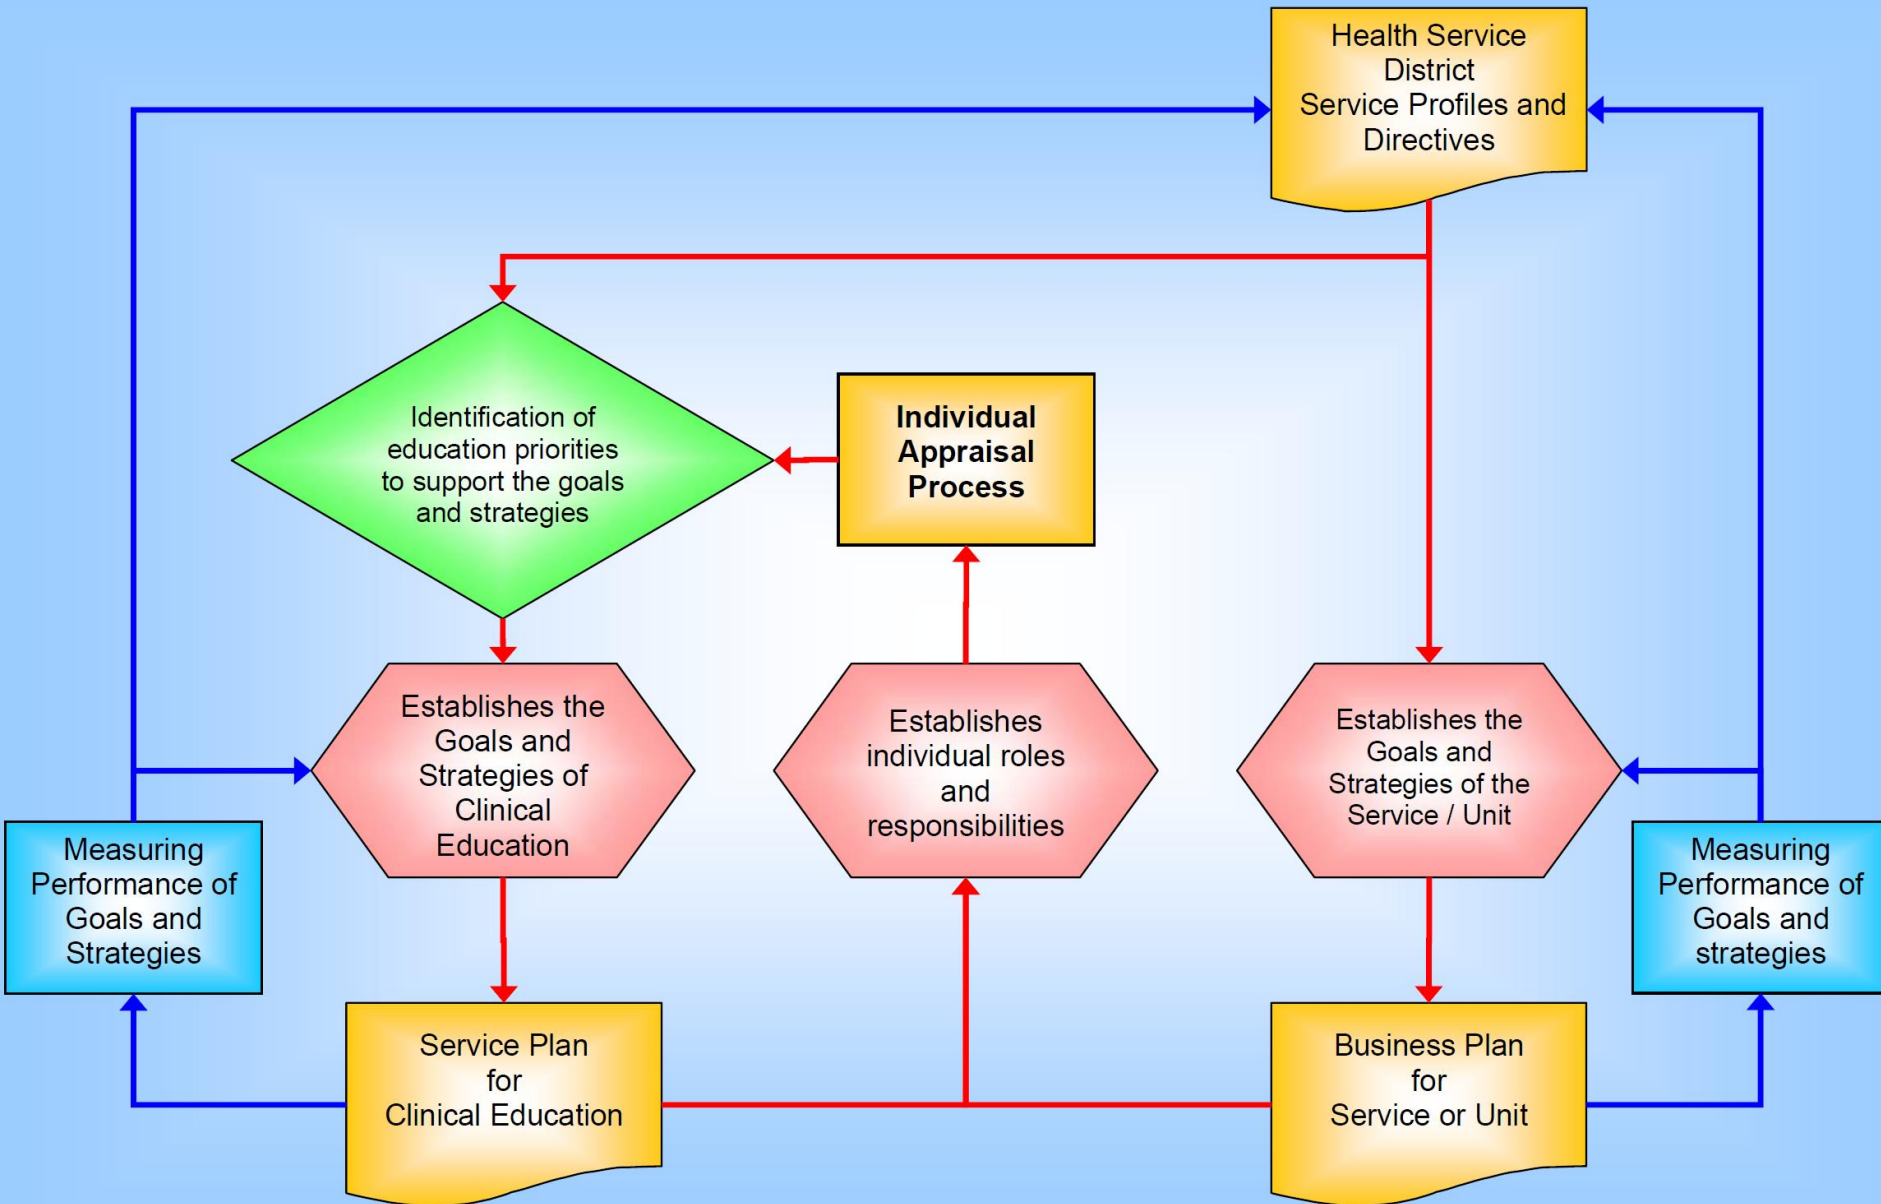 Health Service
District
Service Profiles and
Directives
Identification of
education priorities
to support the goals
and strategies
Individual
Appraisal
Process
Establishes the
Goals and
Strategies of
Clinical
Education
Establishes
individual roles
and
responsibilities
Establishes the
Goals and
Strategies of the
Service / Unit
Measuring
Performance of
Goals and
Strategies
Measuring
Performance of
Goals and
strategies
Service Plan
for
Clinical Education
Business Plan
for
Service or Unit